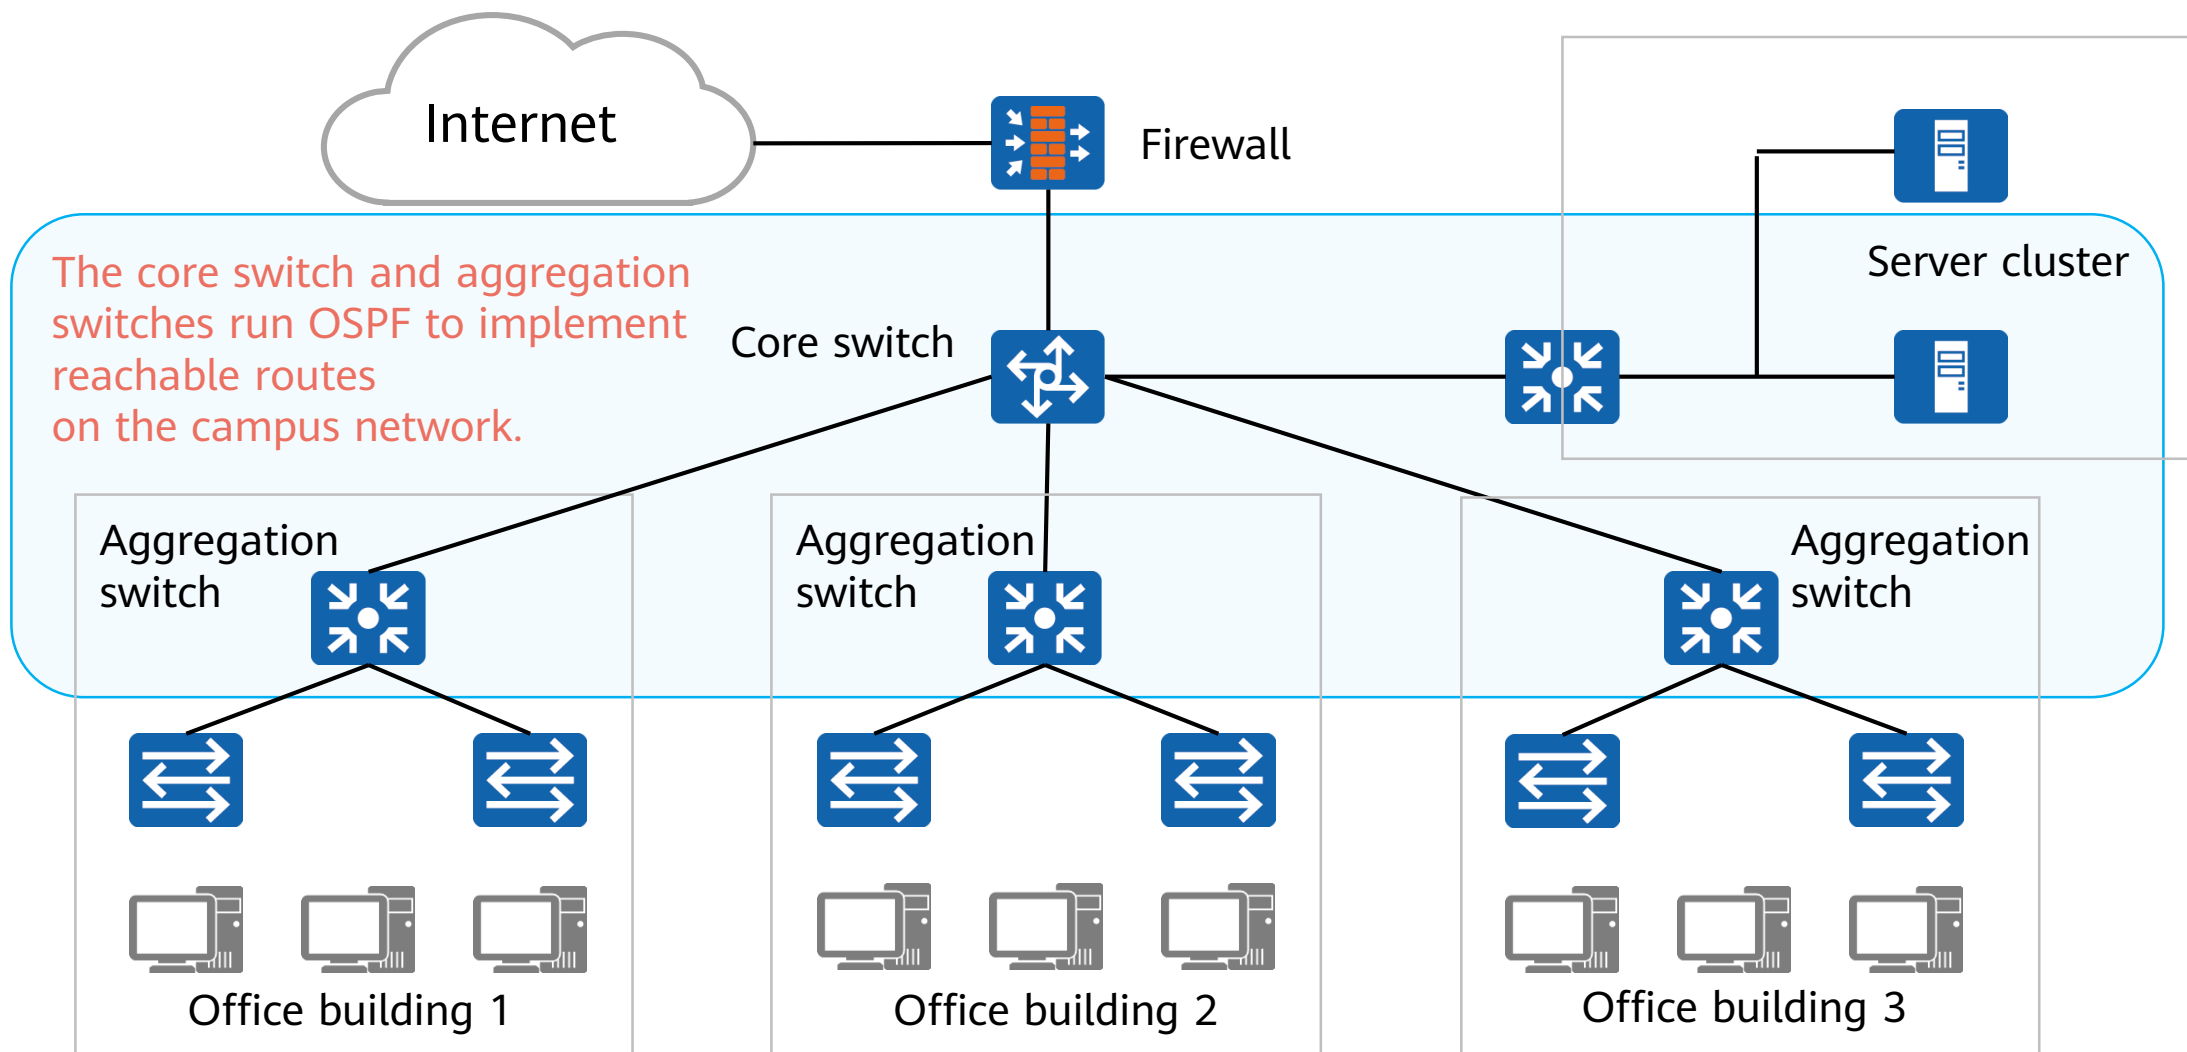 Internet
Firewall
The core switch and aggregation
switches run OSPF to implement
reachable routes
on the campus network.
Server cluster
Core switch
Aggregation
switch
Aggregation
switch
Aggregation
switch
Office building 1
Office building 2
Office building 3